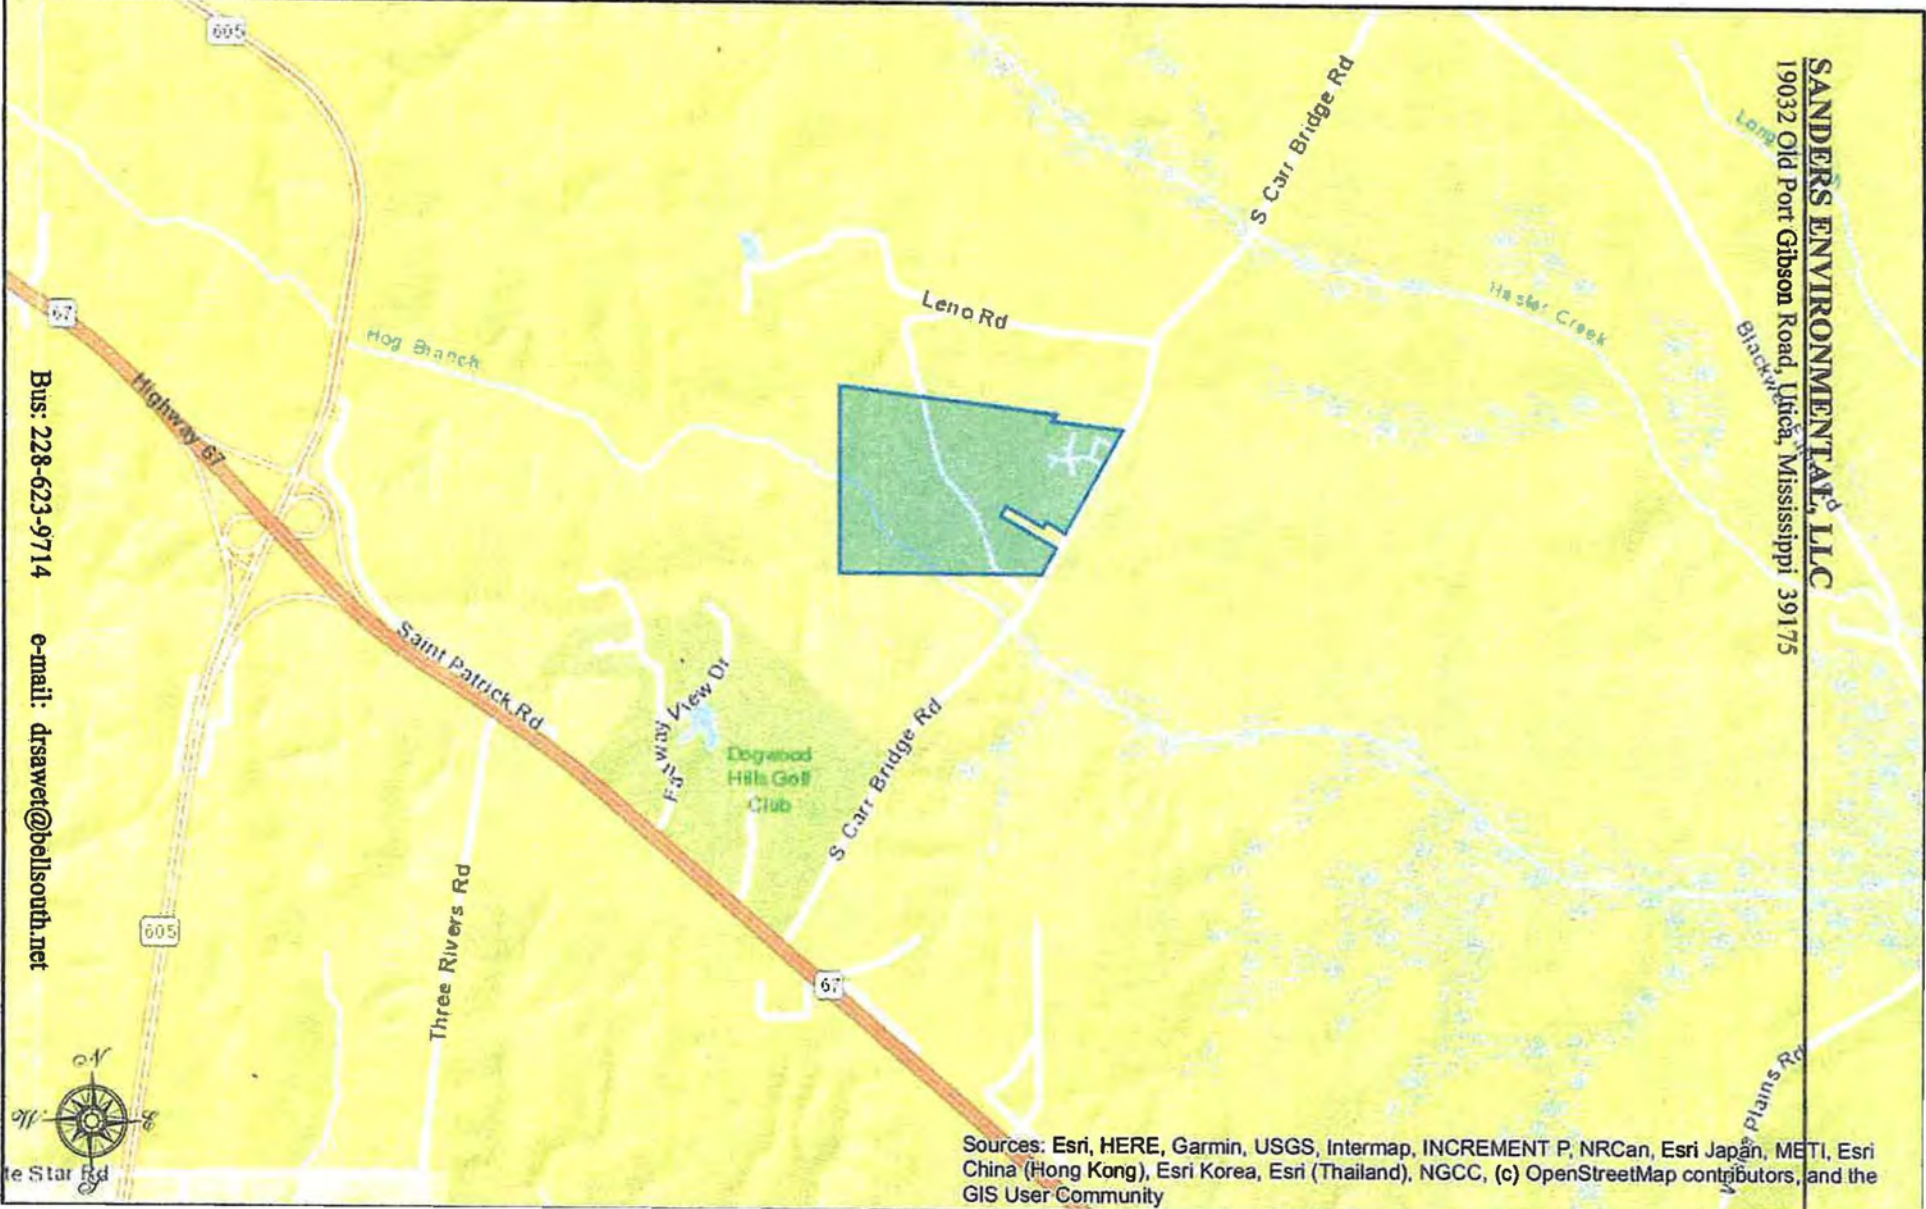 SANDERS ENVIRONMENTAL, LLC
19032 Old Port Gibson Road, Utica, Mississippi 39175
605
S Carr Bridge Rd
Long
Leno Rd
Hester Creek
67
Hog Branch
Highway 67
Saint Patrick Rd
Fairway View Dr
Dogwood
Hills Golf
Club
S Carr Bridge Rd
Three Rivers Rd
605
67
Plains Rd
te Star Rd
N
E
S
W
Bus: 228-623-9714 e-mail: drsawet@bellsouth.net
Sources: Esri, HERE, Garmin, USGS, Intermap, INCREMENT P, NRCan, Esri Japan, METI, Esri
China (Hong Kong), Esri Korea, Esri (Thailand), NGCC, (c) OpenStreetMap contributors, and the
GIS User Community